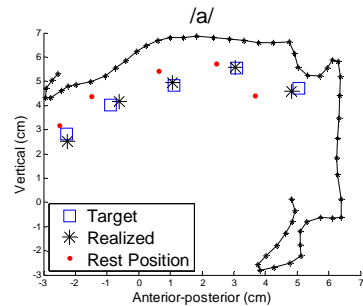 /a/
7
6
5
4
3
2
1
0
-1
-2
-3
Vertical (cm)
Target
Realized
Rest Position
-3 -2 -1 0 1 2 3 4 5 6 7
Anterior-posterior (cm)